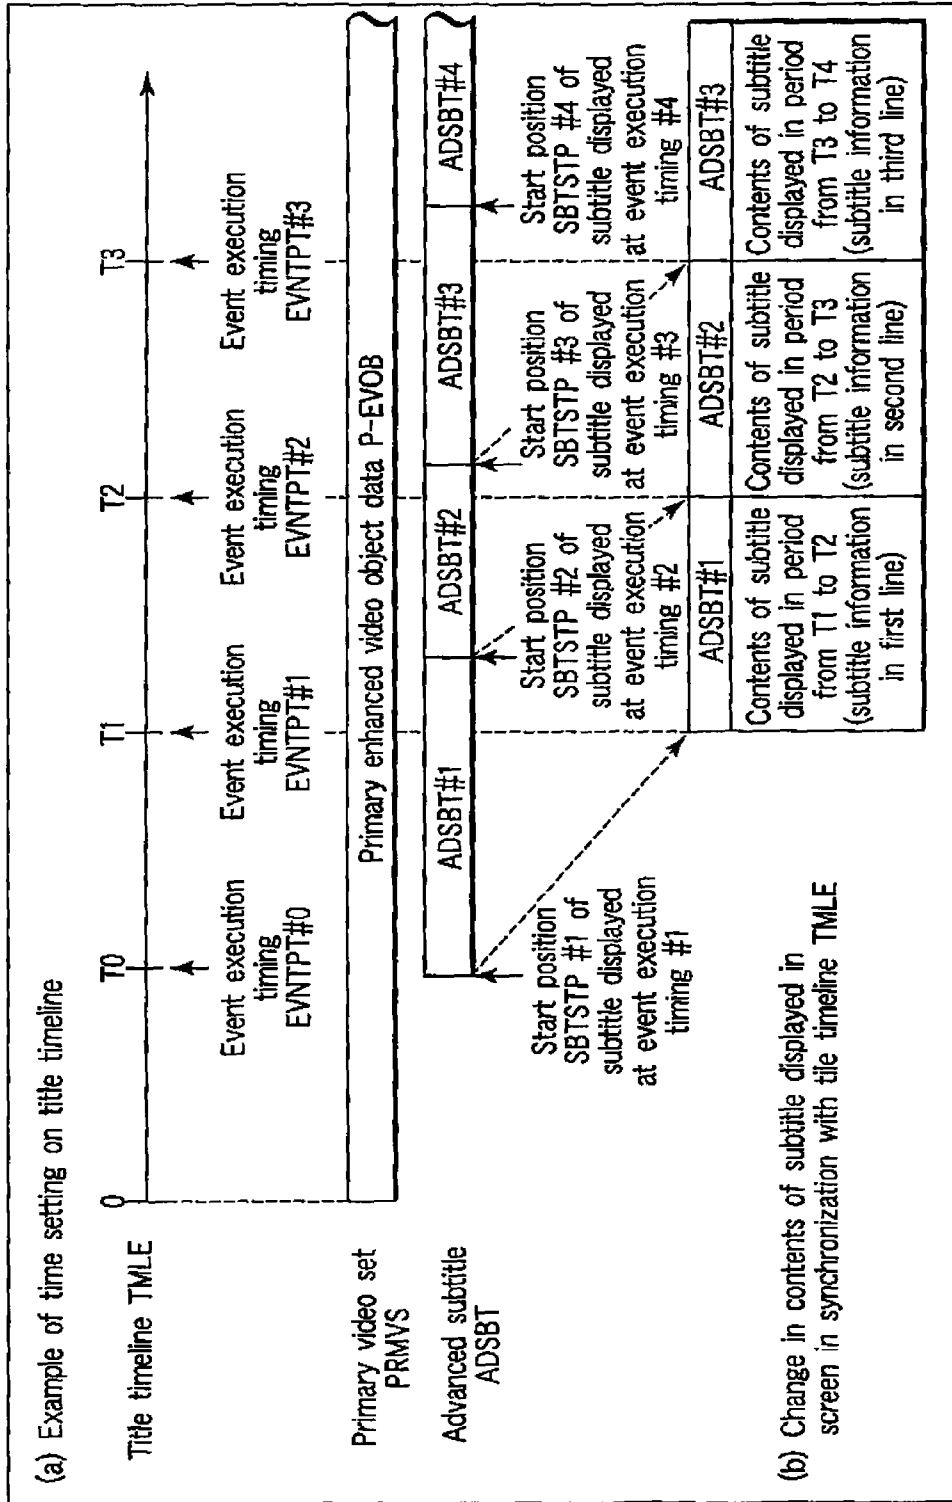 (a) Example of time setting on title timeline
Title timeline TMLE
0
T0
T1
T2
T3
Event execution
timing
EVNTPT#0
Event execution
timing
EVNTPT#1
Event execution
timing
EVNTPT#2
Event execution
timing
EVNTPT#3
Primary video set
PRMVS
Primary enhanced video object data P-EVOB
Advanced subtitle
ADSBT
ADSBT#1
ADSBT#2
ADSBT#3
ADSBT#4
Start position
SBTSTP #1 of
subtitle displayed
at event execution
timing #1
Start position
SBTSTP #2 of
subtitle displayed
at event execution
timing #2
Start position
SBTSTP #3 of
subtitle displayed
at event execution
timing #3
Start position
SBTSTP #4 of
subtitle displayed
at event execution
timing #4
(b) Change in contents of subtitle displayed in
screen in synchronization with tile timeline TMLE
ADSBT#1
ADSBT#2
ADSBT#3
Contents of subtitle
displayed in period
from T1 to T2
(subtitle information
in first line)
Contents of subtitle
displayed in period
from T2 to T3
(subtitle information
in second line)
Contents of subtitle
displayed in period
from T3 to T4
(subtitle information
in third line)